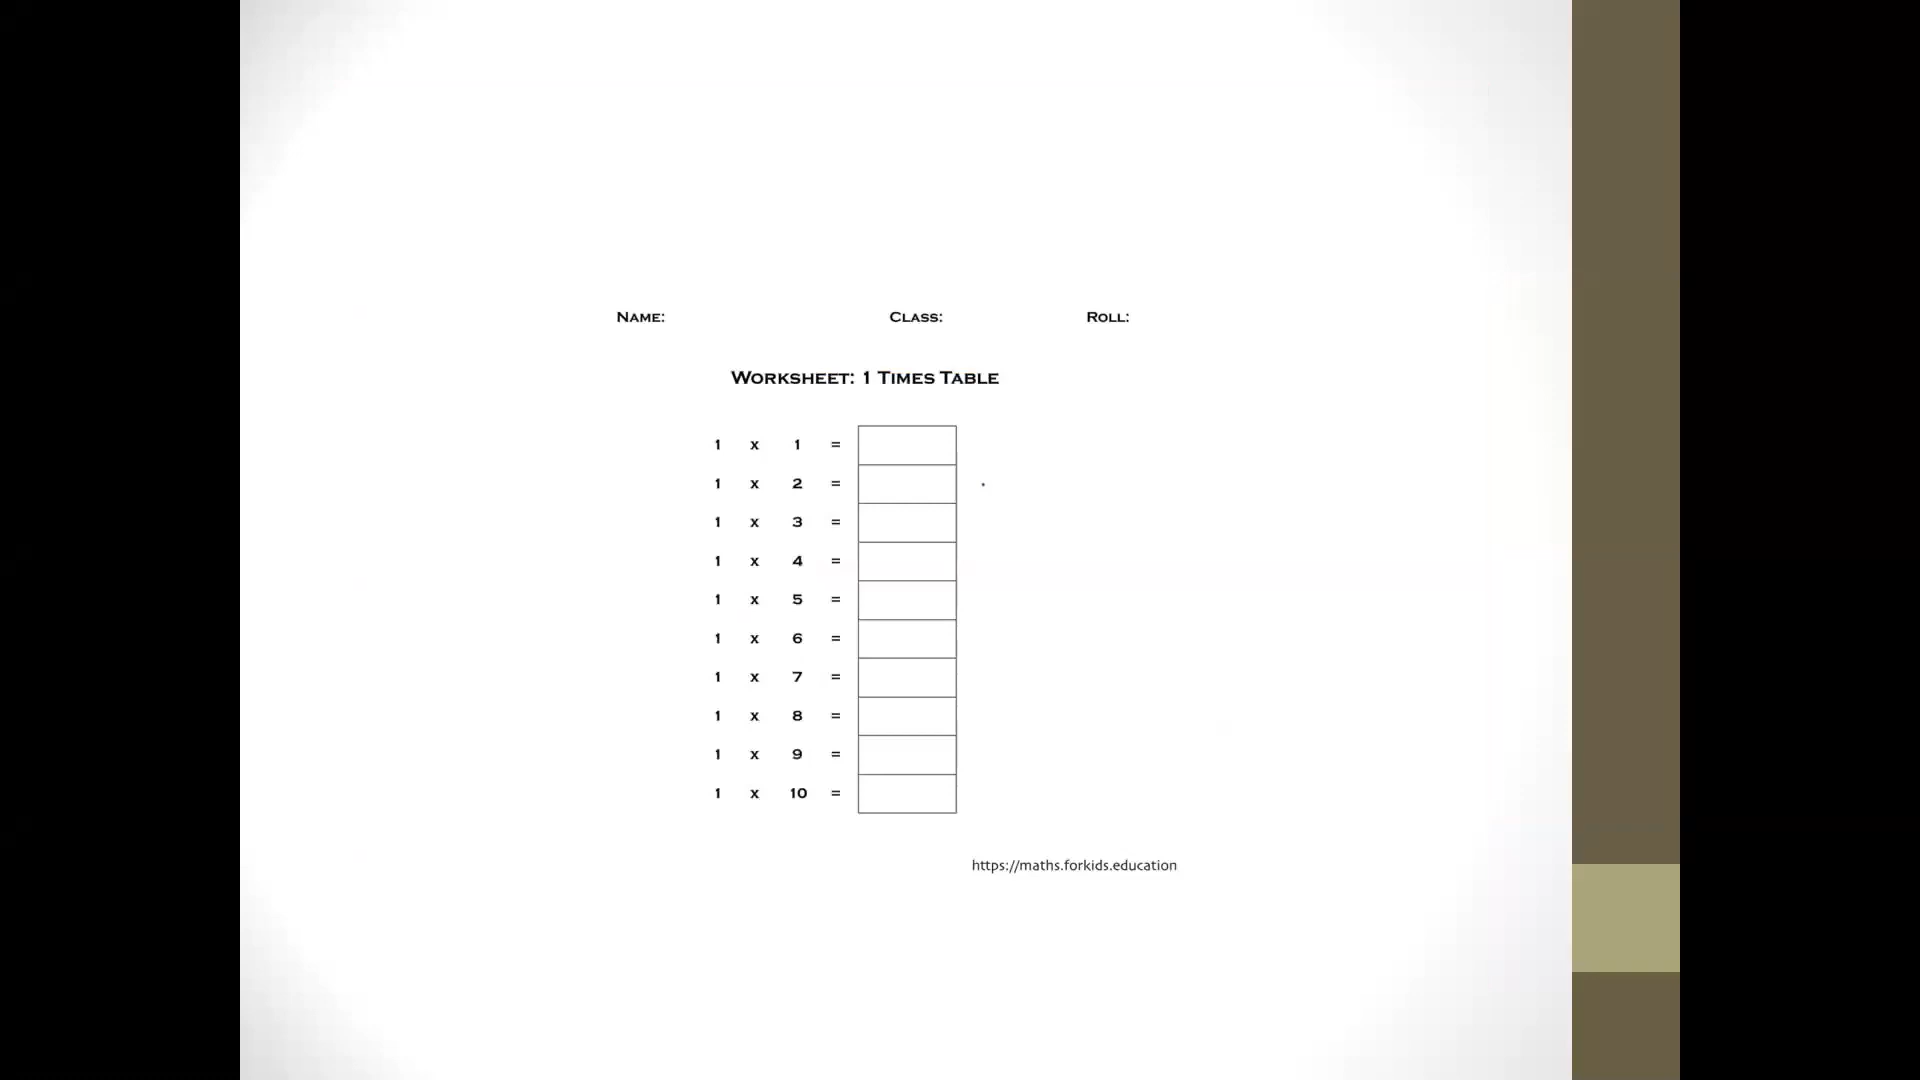 NAME: CLASS: ROLL:
WORKSHEET: 1 TIMES TABLE
1 x 1 =
1 x 2 =
1 x 3 =
1 x 4 =
1 x 5 =
1 x 6 =
1 x 7 =
1 x 8 =
1 x 9 =
1 x 10 =
https://maths.forkids.education